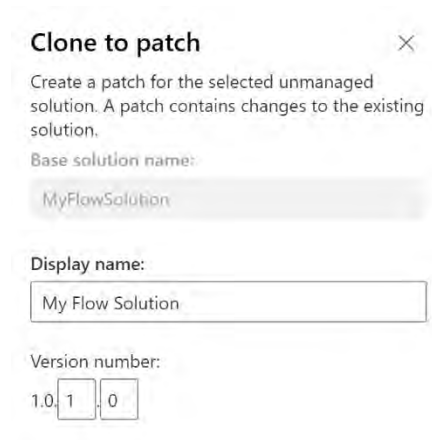 Clone to patch
Create a patch for the selected unmanaged
solution. A patch contains changes to the existing
solution.
Base solution name:
MyFlowSolution
Display name:
My Flow Solution
Version number:
1.0. 1 . 0